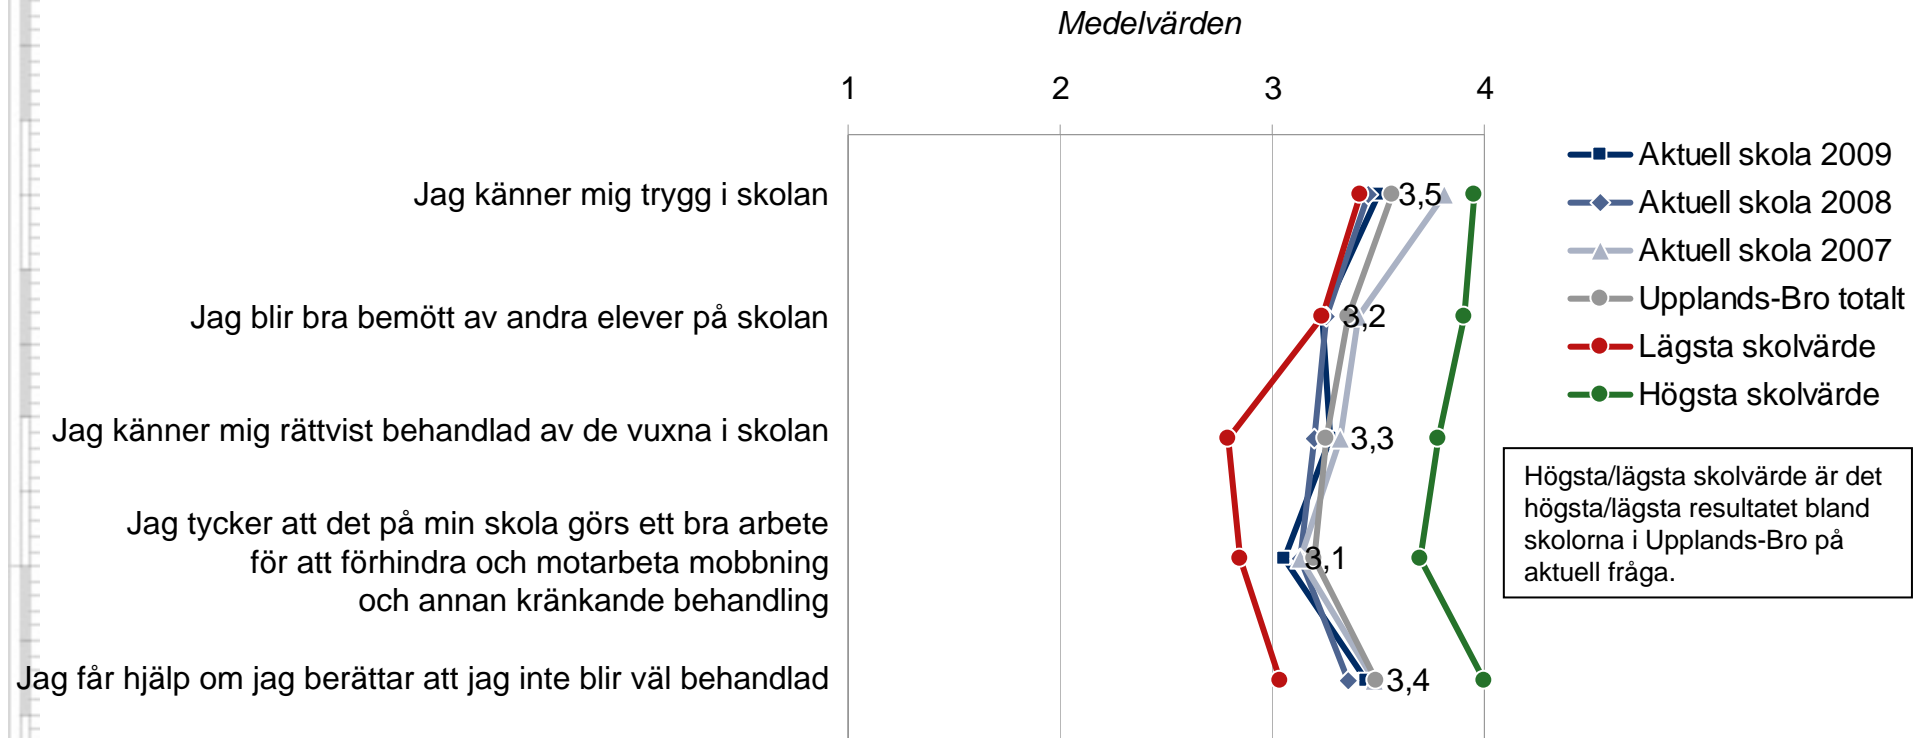 Medelvärden
1 2 3 4
Jag känner mig trygg i skolan
3,5
Jag blir bra bemött av andra elever på skolan
3,2
Jag känner mig rättvist behandlad av de vuxna i skolan
3,3
Jag tycker att det på min skola görs ett bra arbete
för att förhindra och motarbeta mobbning
och annan kränkande behandling
3,1
Jag får hjälp om jag berättar att jag inte blir väl behandlad
3,4
Aktuell skola 2009
Aktuell skola 2008
Aktuell skola 2007
Upplands-Bro totalt
Lägsta skolvärde
Högsta skolvärde
Högsta/lägsta skolvärde är det
högsta/lägsta resultatet bland
skolorna i Upplands-Bro på
aktuell fråga.